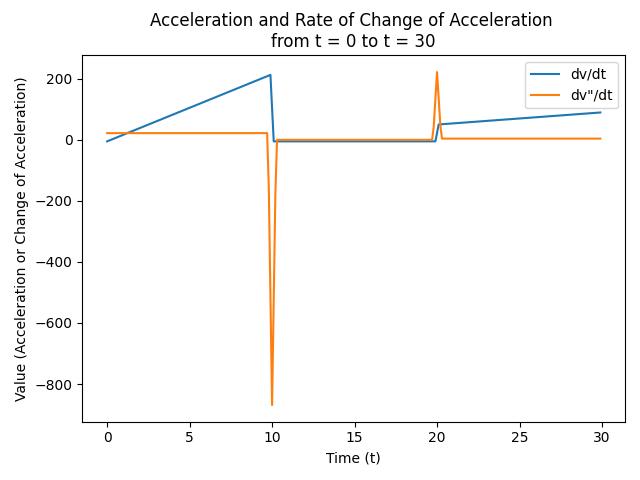 Acceleration and Rate of Change of Acceleration
from t = 0 to t = 30
dv/dt
dv"/dt
Value (Acceleration or Change of Acceleration)
200
0
−200
−400
−600
−800
0 5 10 15 20 25 30
Time (t)